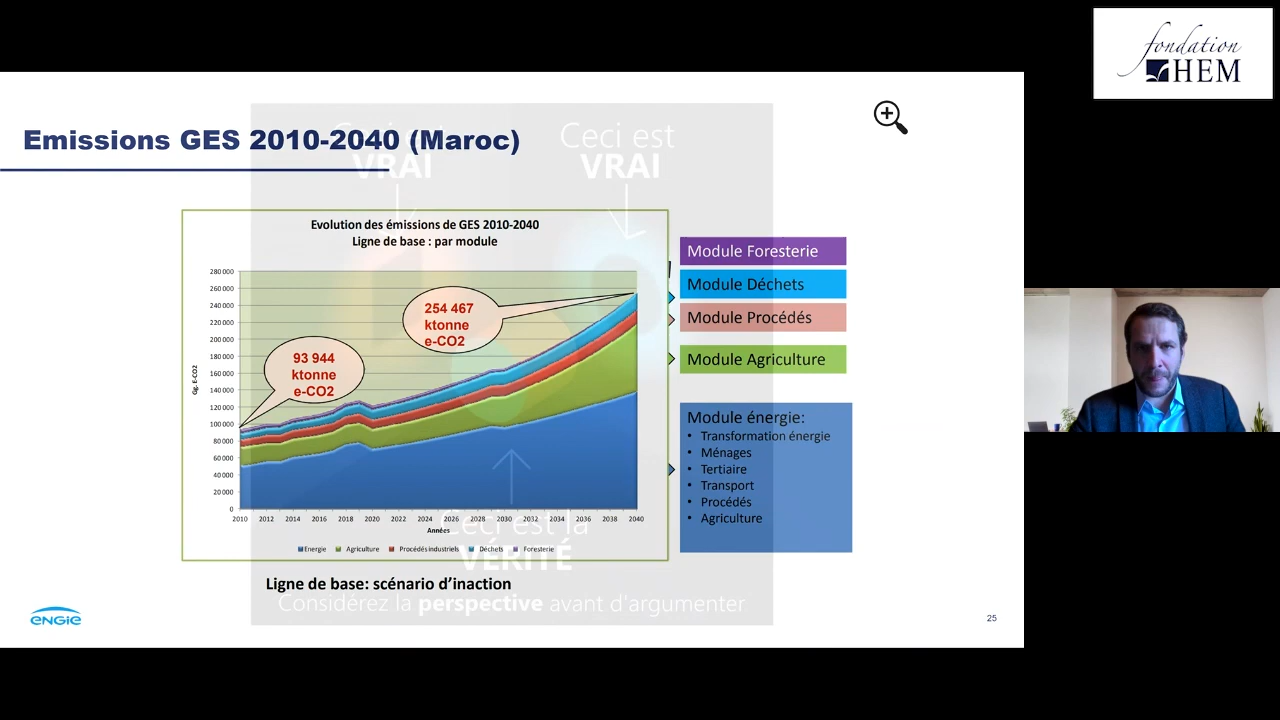 fondation
HEM
Emissions GES 2010-2040 (Maroc)
Ceci est
VRAI
Ceci est
VRAI
Evolution des émissions de GES 2010-2040
Ligne de base : par module
280 000
260 000
240 000
220 000
200 000
180 000
160 000
140 000
120 000
100 000
80 000
60 000
40 000
20 000
0
Gg. E-CO2
254 467
ktonne
e-CO2
93 944
ktonne
e-CO2
2010 2012 2014 2016 2018 2020 2022 2024 2026 2028 2030 2032 2034 2036 2038 2040
Années
Energie Agriculture Procédés industriels Déchets Foresterie
Module Foresterie
Module Déchets
Module Procédés
Module Agriculture
Module énergie:
• Transformation énergie
• Ménages
• Tertiaire
• Transport
• Procédés
• Agriculture
Ceci est la
VÉRITÉ
Ligne de base: scénario d'inaction
Considérez la perspective avant d'argumenter.
ENGIE
25